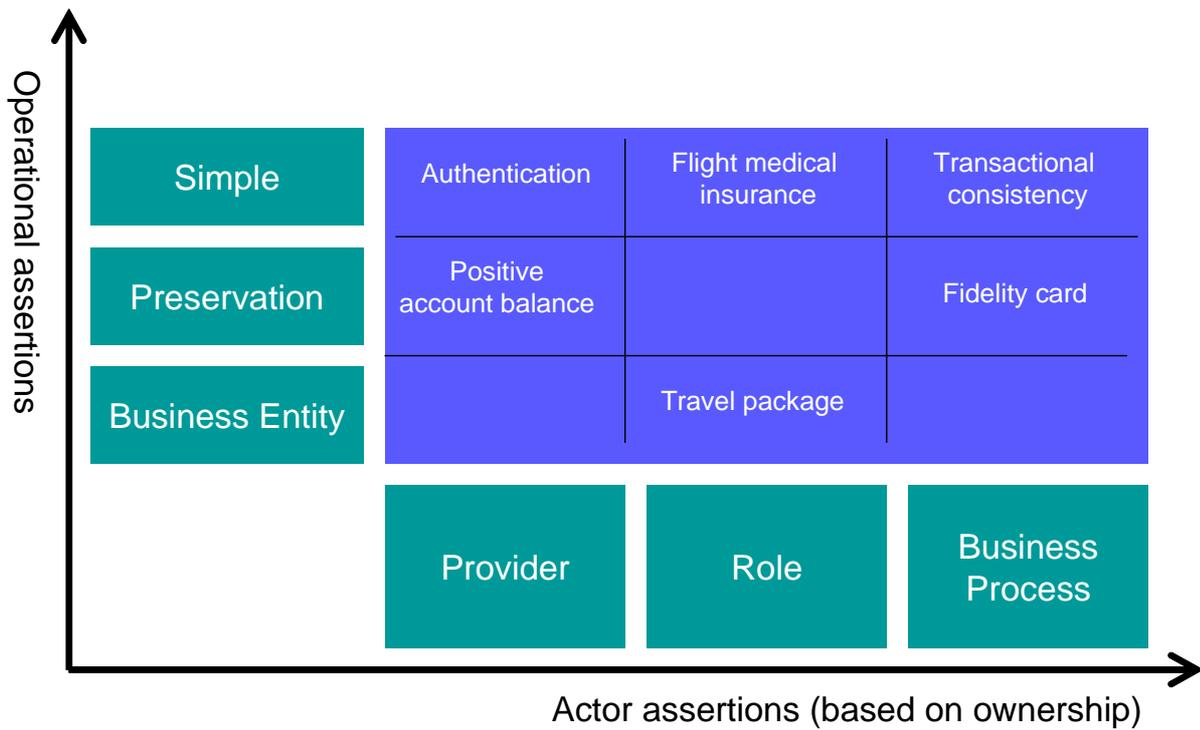 Operational assertions
Simple
Authentication
Flight medical
insurance
Transactional
consistency
Preservation
Positive
account balance
Fidelity card
Business Entity
Travel package
Provider
Role
Business
Process
Actor assertions (based on ownership)